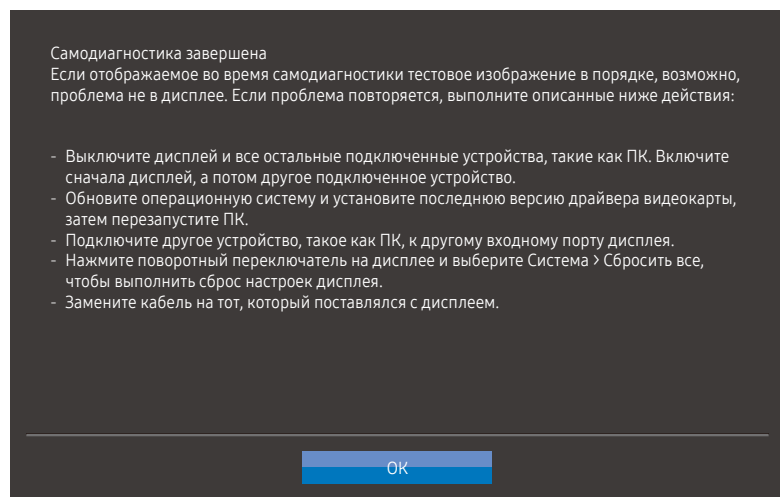 Самодиагностика завершена
Если отображаемое во время самодиагностики тестовое изображение в порядке, возможно,
проблема не в дисплее. Если проблема повторяется, выполните описанные ниже действия:
- Выключите дисплей и все остальные подключенные устройства, такие как ПК. Включите
сначала дисплей, а потом другое подключенное устройство.
- Обновите операционную систему и установите последнюю версию драйвера видеокарты,
затем перезапустите ПК.
- Подключите другое устройство, такое как ПК, к другому входному порту дисплея.
- Нажмите поворотный переключатель на дисплее и выберите Система > Сбросить все,
чтобы выполнить сброс настроек дисплея.
- Замените кабель на тот, который поставлялся с дисплеем.
ОК